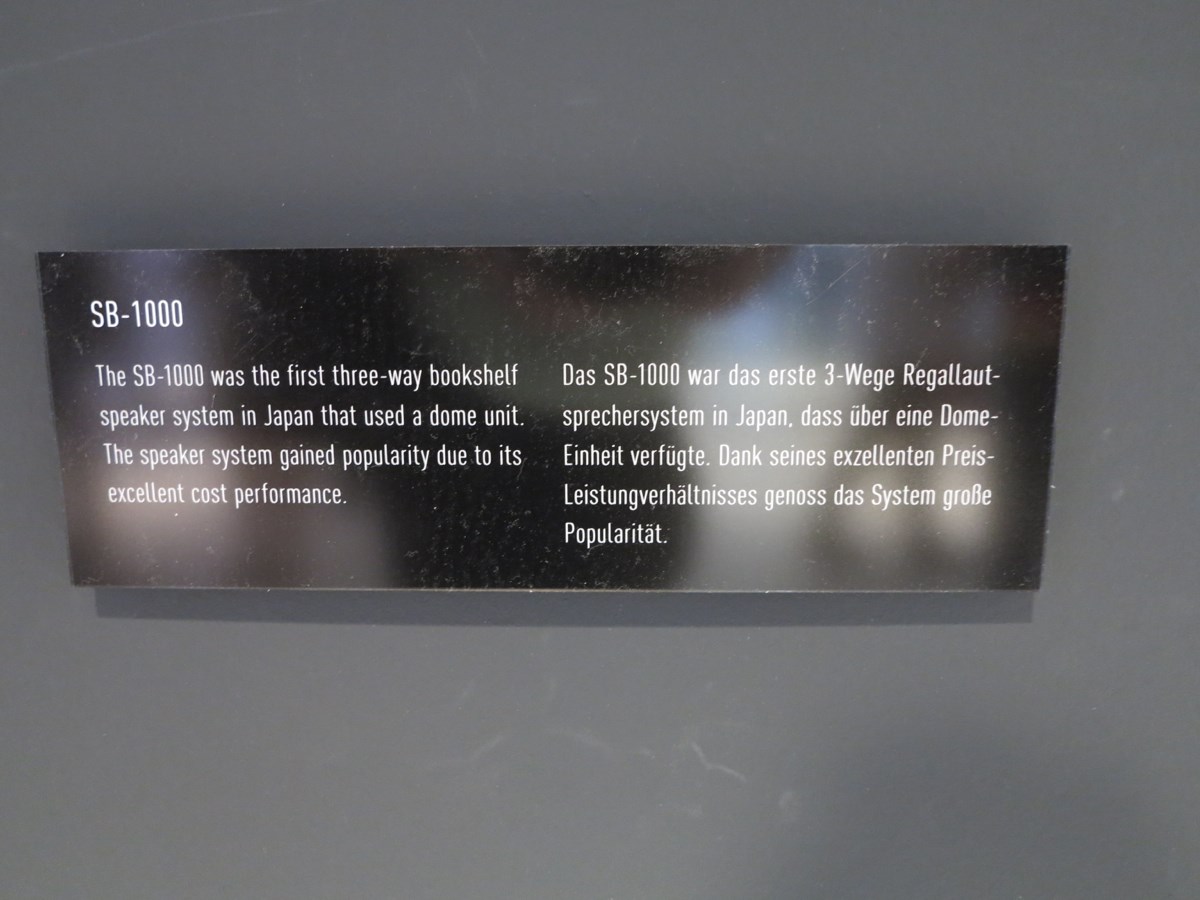 SB-1000
The SB-1000 was the first three-way bookshelf
speaker system in Japan that used a dome unit.
The speaker system gained popularity due to its
excellent cost performance.
Das SB-1000 war das erste 3-Wege Regallaut-
sprechersystem in Japan, dass über eine Dome-
Einheit verfügte. Dank seines exzellenten Preis-
Leistungverhältnisses genoss das System große
Popularität.